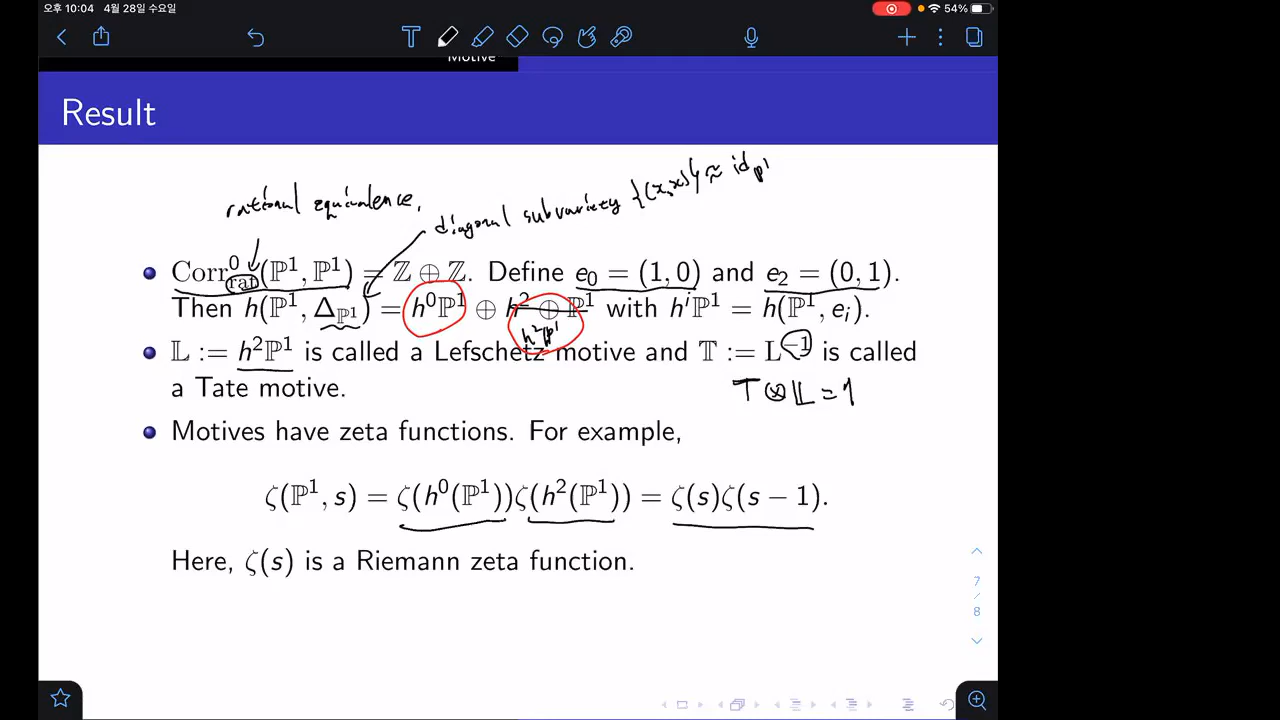 오후 10:04 4월 28일 수요일
54%
Motive
Result
rational equivalence,
diagonal subvariety {(x,x)} ≈ id_ℙ¹
Corr⁰_rat(ℙ¹, ℙ¹) = ℤ ⊕ ℤ. Define e₀ = (1, 0) and e₂ = (0, 1).
Then h(ℙ¹, Δ_ℙ¹) = h⁰ℙ¹ ⊕ h² ⊕ ℙ¹ with hⁱℙ¹ = h(ℙ¹, eᵢ).
h²ℙ¹
𝕃 := h²ℙ¹ is called a Lefschetz motive and 𝕋 := L⁻¹ is called
a Tate motive.
𝕋 ⊗ 𝕃 = 1
Motives have zeta functions. For example,
ζ(ℙ¹, s) = ζ(h⁰(ℙ¹))ζ(h²(ℙ¹)) = ζ(s)ζ(s − 1).
Here, ζ(s) is a Riemann zeta function.
7
/
8